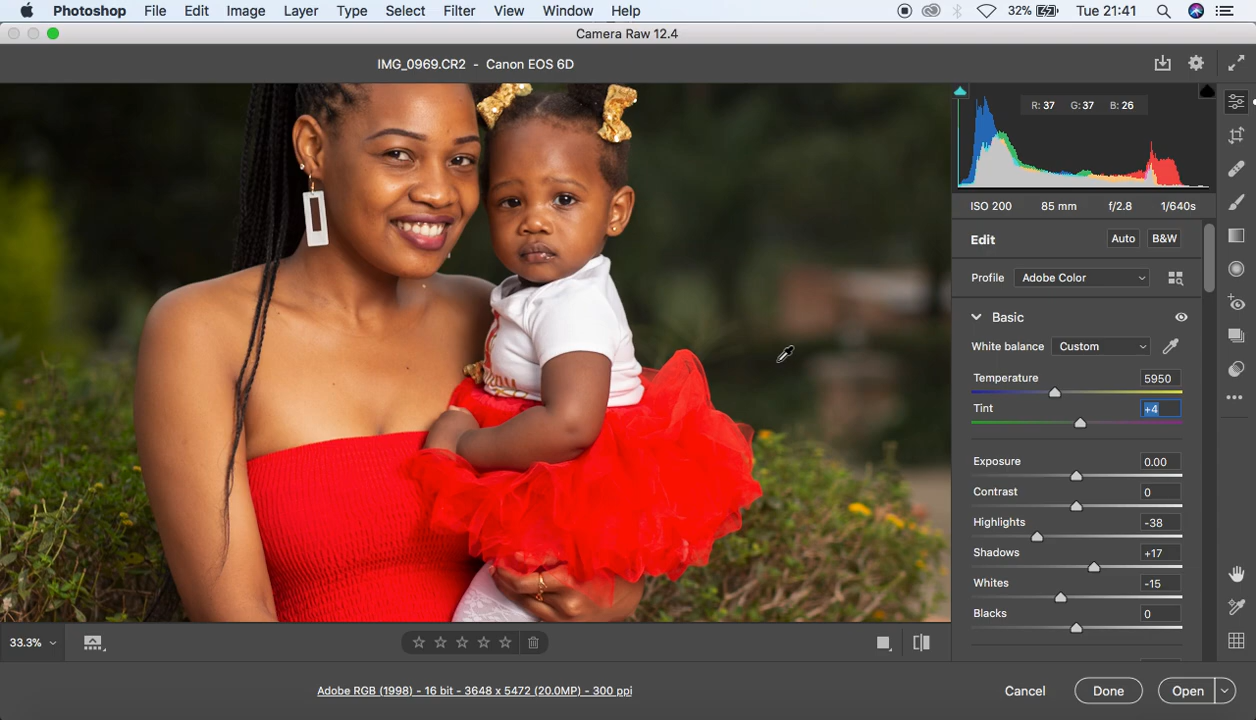 Photoshop File Edit Image Layer Type Select Filter View Window Help 32% Tue 21:41
Camera Raw 12.4
IMG_0969.CR2 - Canon EOS 6D
R: 37 G: 37 B: 26
ISO 200 85 mm f/2.8 1/640s
Edit Auto B&W
Profile Adobe Color
Basic
White balance Custom
Temperature 5950
Tint +4
Exposure 0.00
Contrast 0
Highlights -38
Shadows +17
Whites -15
Blacks 0
33.3%
Adobe RGB (1998) - 16 bit - 3648 x 5472 (20.0MP) - 300 ppi
Cancel Done Open